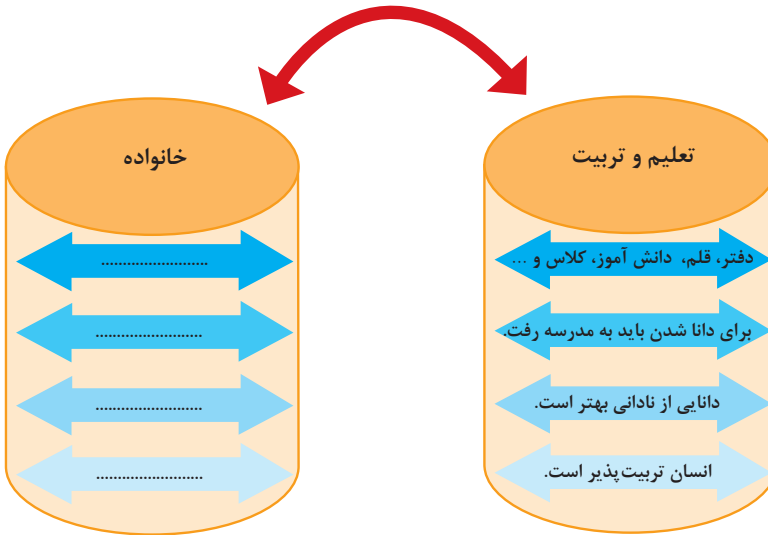 تعلیم و تربیت
دفتر، قلم، دانش آموز، کلاس و ...
برای دانا شدن باید به مدرسه رفت.
دانایی از نادانی بهتر است.
انسان تربیت‌پذیر است.
خانواده
.........................
.........................
.........................
.........................